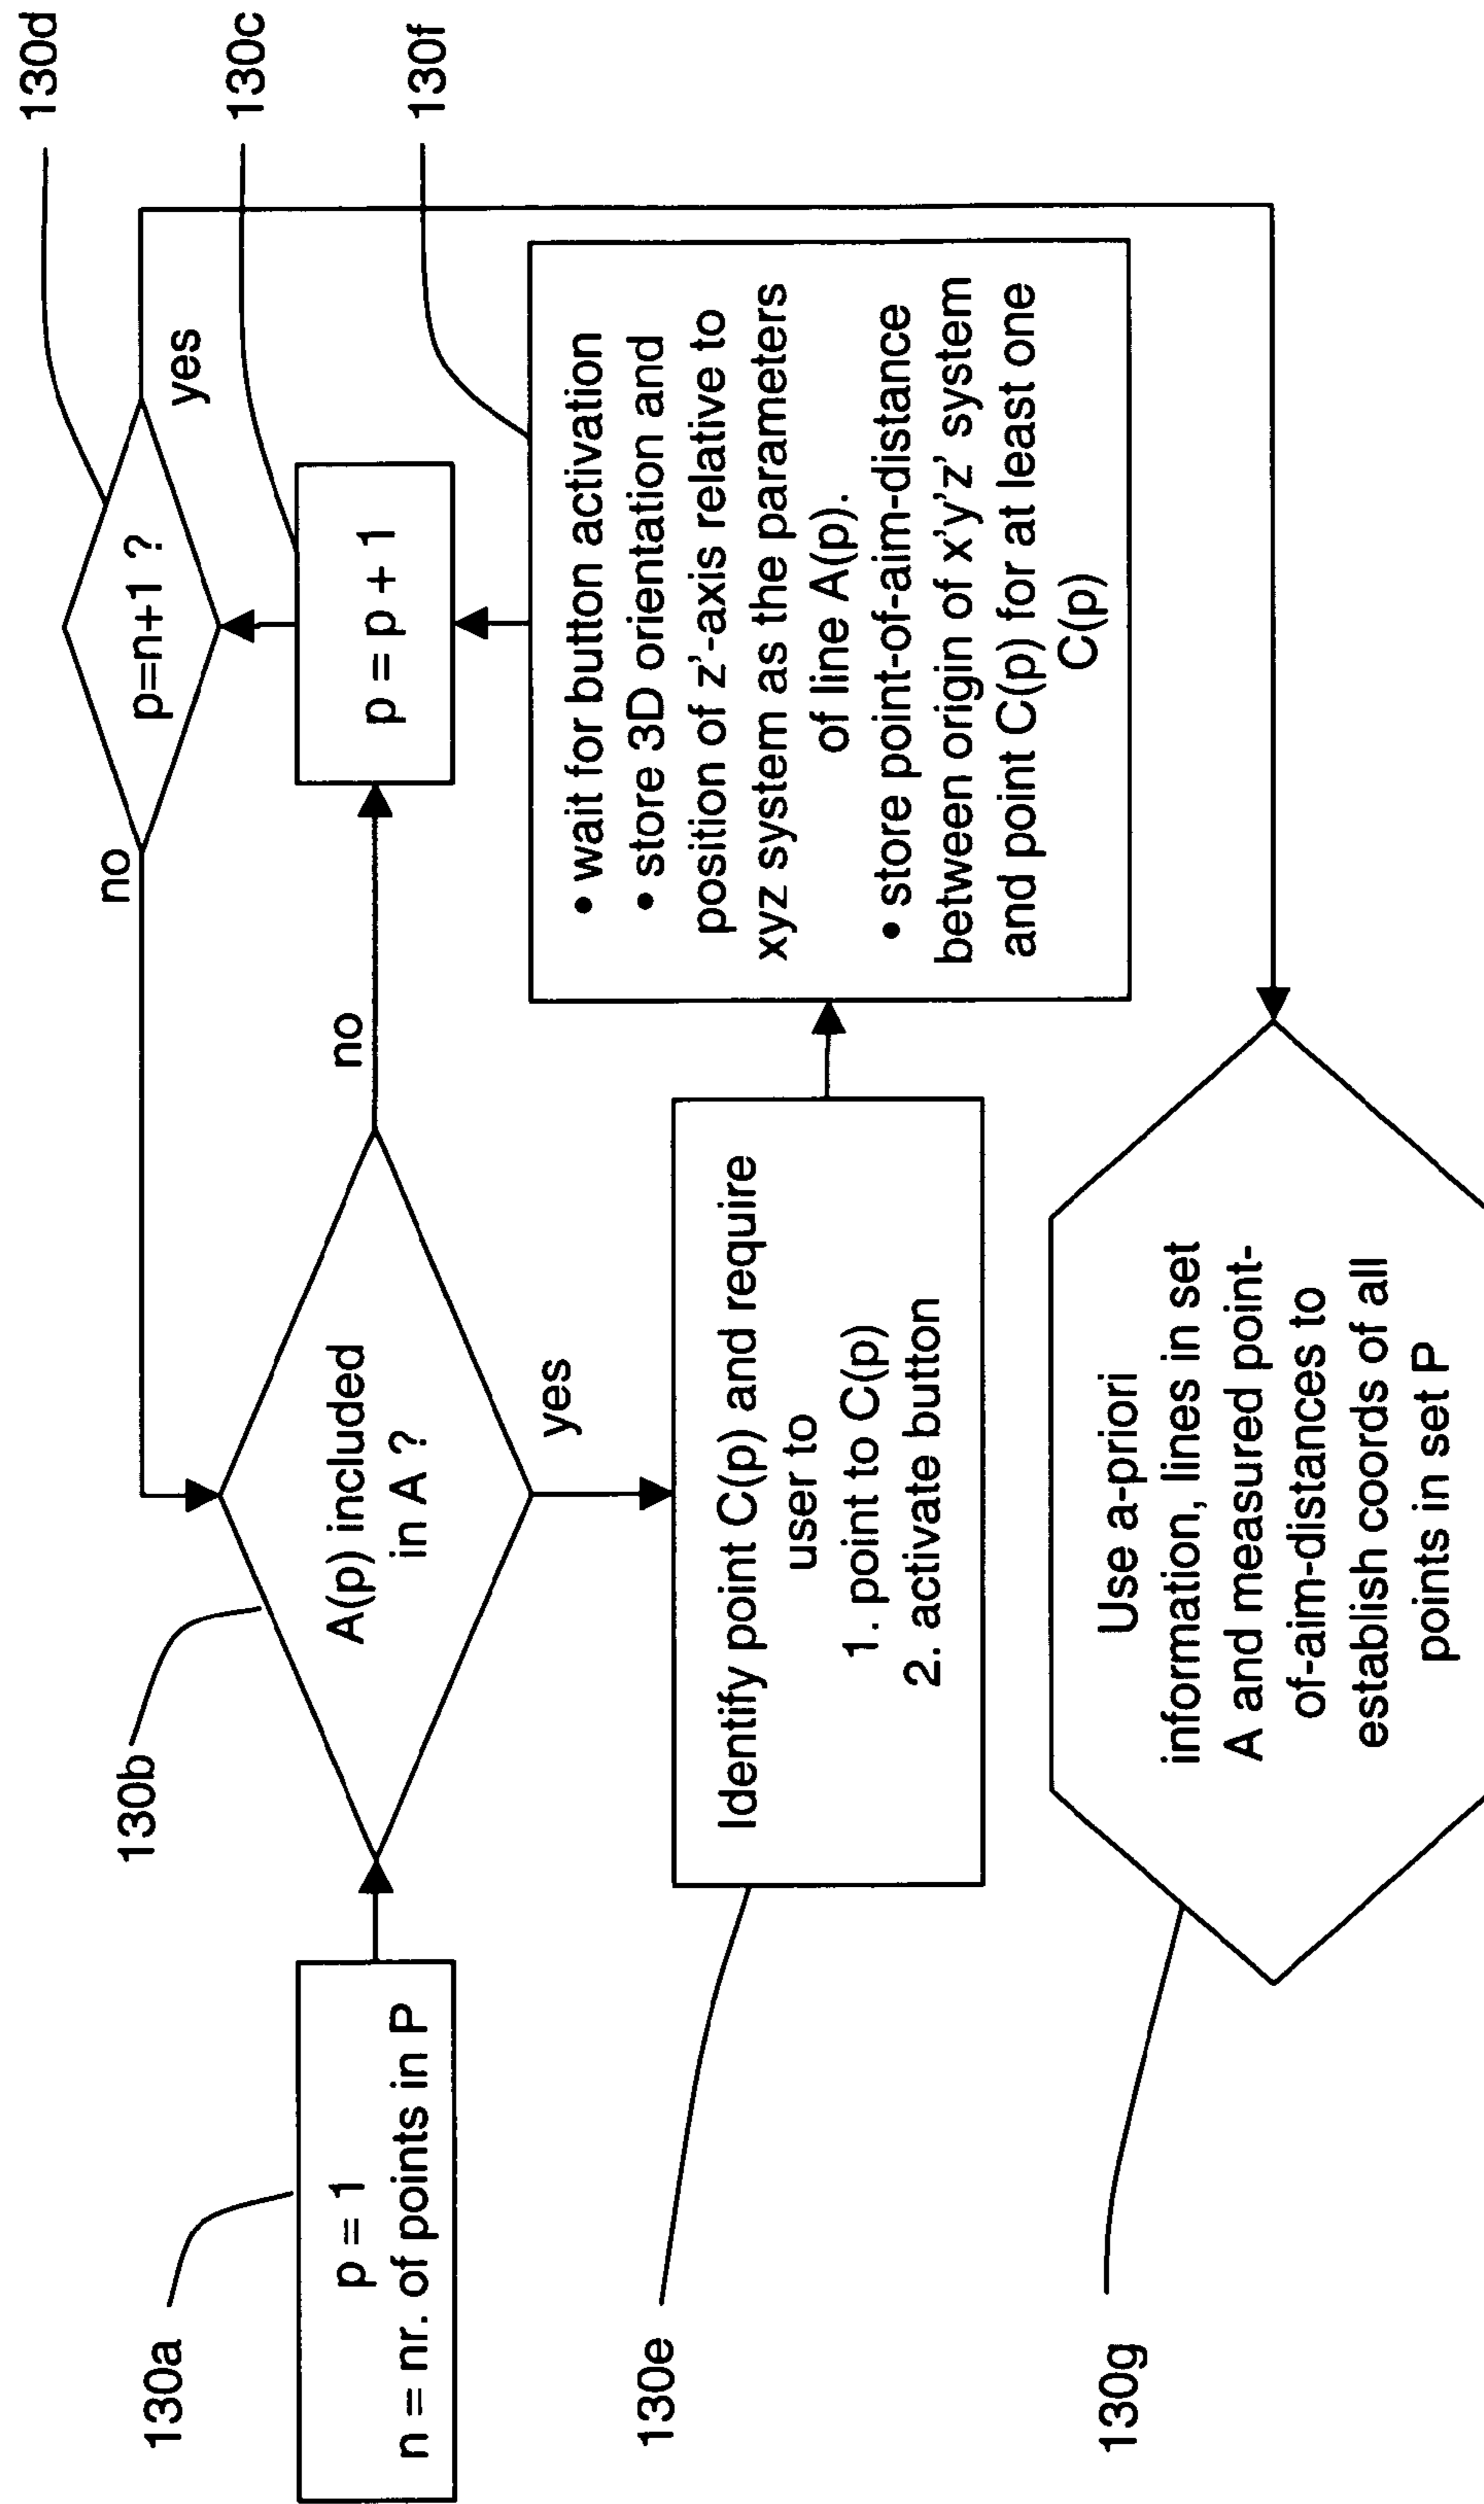 130a
p = 1
n = nr. of points in P
130b
A(p) included
in A ?
no
yes
130c
p = p + 1
130d
p=n+1 ?
no
yes
130e
Identify point C(p) and require
user to
1. point to C(p)
2. activate button
130f
• wait for button activation
• store 3D orientation and
position of z’-axis relative to
xyz system as the parameters
of line A(p).
• store point-of-aim-distance
between origin of x’y’z’ system
and point C(p) for at least one
C(p)
130g
Use a-priori
information, lines in set
A and measured point-
of-aim-distances to
establish coords of all
points in set P